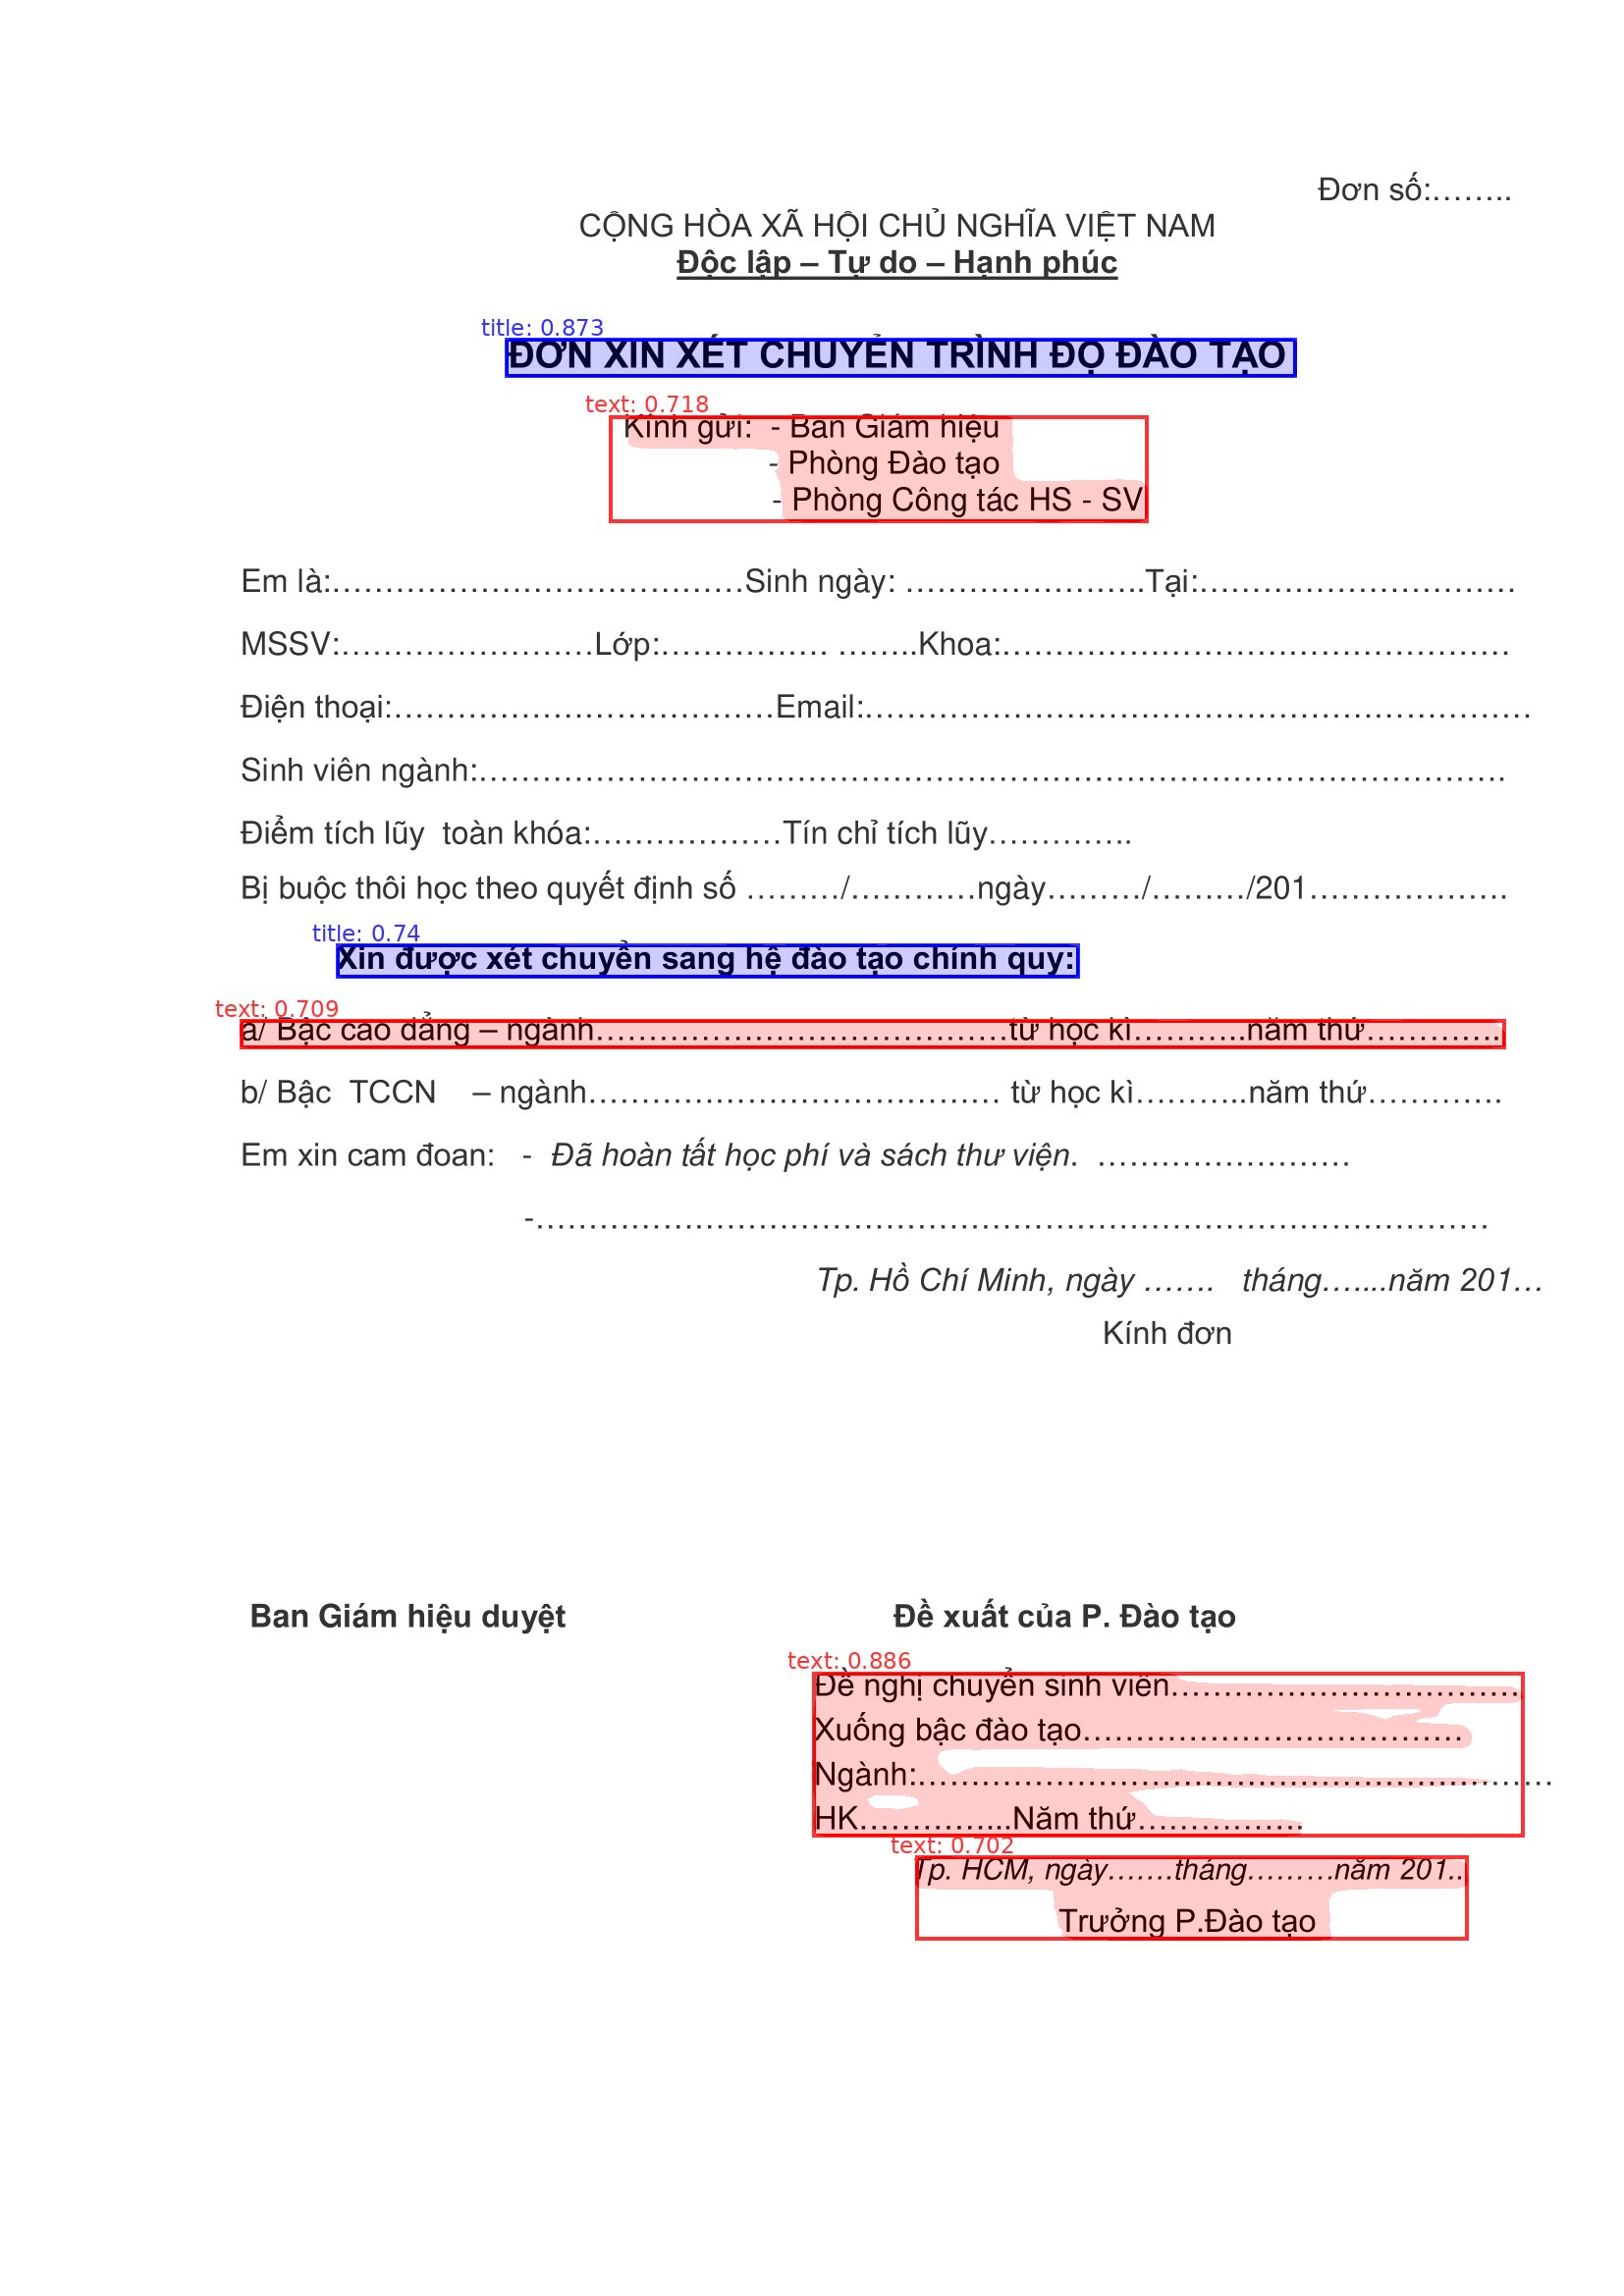 Đơn số:........
CỘNG HÒA XÃ HỘI CHỦ NGHĨA VIỆT NAM
Độc lập – Tự do – Hạnh phúc
title: 0.873
ĐƠN XIN XÉT CHUYỂN TRÌNH ĐỘ ĐÀO TẠO
text: 0.718
Kính gửi: - Ban Giám hiệu
- Phòng Đào tạo
- Phòng Công tác HS - SV
Em là:…………………………………Sinh ngày: …………………..Tại:…………………………
MSSV:……………………Lớp:……………. ……..Khoa:…………………………………………
Điện thoại:………………………………Email:………………………………………………………
Sinh viên ngành:…………………………………………………………………………………….
Điểm tích lũy toàn khóa:………………Tín chỉ tích lũy…………..
Bị buộc thôi học theo quyết định số ………/…………ngày………/………/201……………….
title: 0.74
Xin được xét chuyển sang hệ đào tạo chính quy:
text: 0.709
a/ Bậc cao đẳng – ngành…………………………………từ học kì………..năm thứ…………..
b/ Bậc TCCN – ngành………………………………… từ học kì………..năm thứ………….
Em xin cam đoan: - Đã hoàn tất học phí và sách thư viện. ……………………
-………………………………………………………………………………
Tp. Hồ Chí Minh, ngày ……. tháng…....năm 201…
Kính đơn
Ban Giám hiệu duyệt
Đề xuất của P. Đào tạo
text: 0.886
Đề nghị chuyển sinh viên……………………………
Xuống bậc đào tạo………………………………
Ngành:……………………………………………………
HK…………...Năm thứ…………….
text: 0.702
Tp. HCM, ngày…….tháng………năm 201..
Trưởng P.Đào tạo